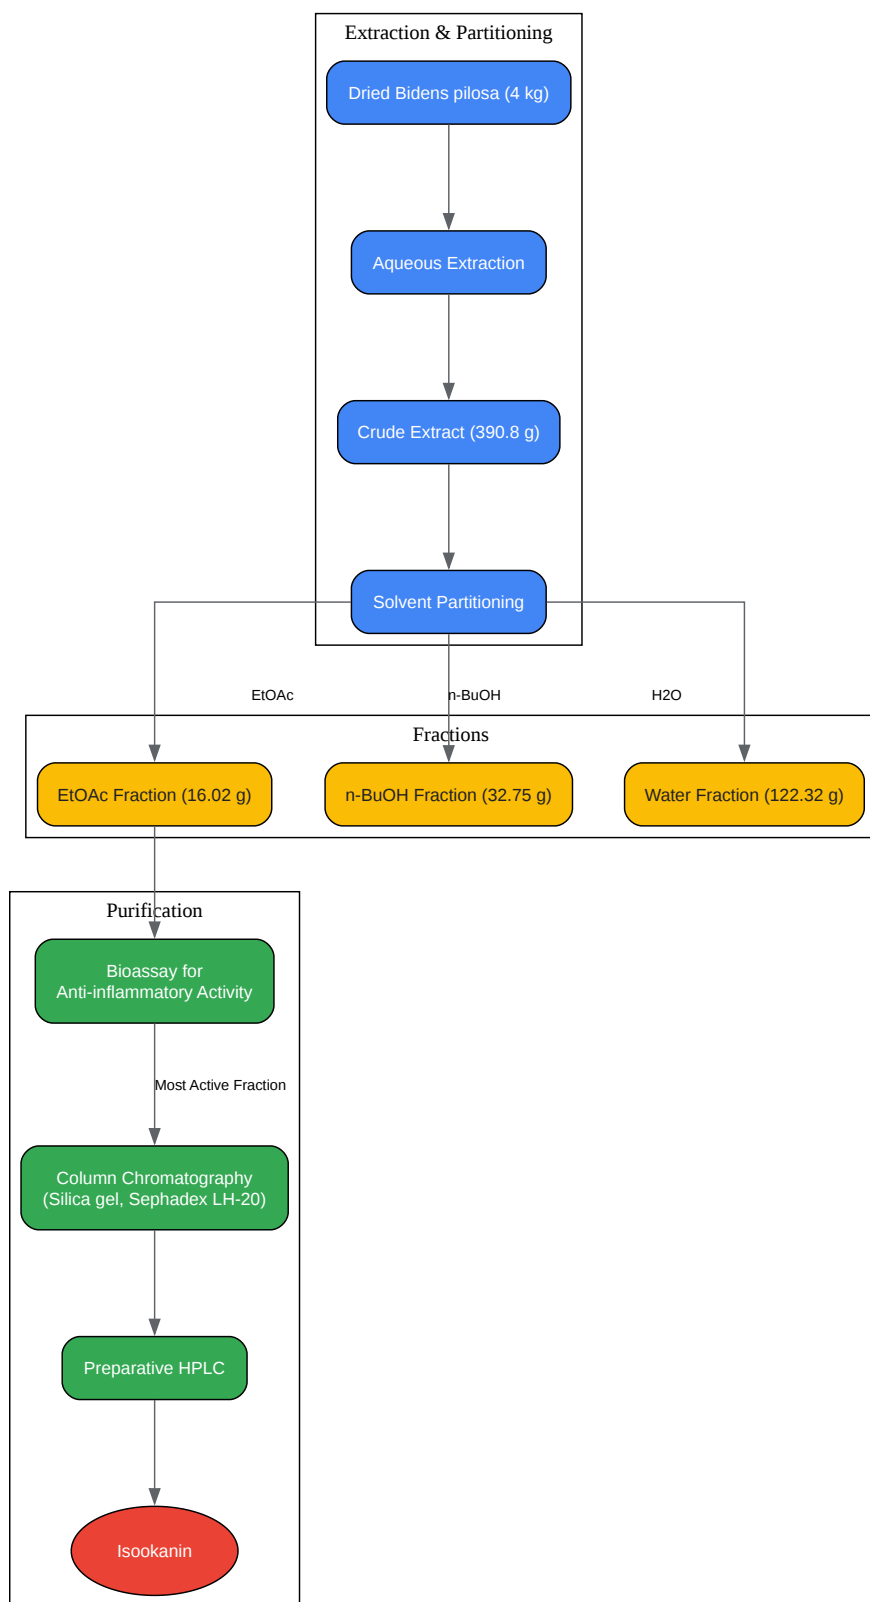 Extraction & Partitioning
Dried Bidens pilosa (4 kg)
Aqueous Extraction
Crude Extract (390.8 g)
Solvent Partitioning
EtOAc
n-BuOH
H2O
Fractions
EtOAc Fraction (16.02 g)
n-BuOH Fraction (32.75 g)
Water Fraction (122.32 g)
Purification
Bioassay for
Anti-inflammatory Activity
Most Active Fraction
Column Chromatography
(Silica gel, Sephadex LH-20)
Preparative HPLC
Isookanin